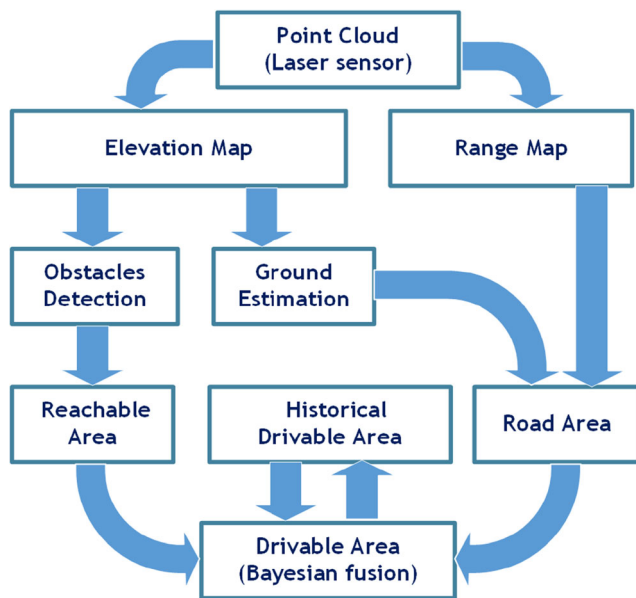 Point Cloud
(Laser sensor)
Elevation Map
Range Map
Obstacles
Detection
Ground
Estimation
Reachable
Area
Historical
Drivable Area
Road Area
Drivable Area
(Bayesian fusion)